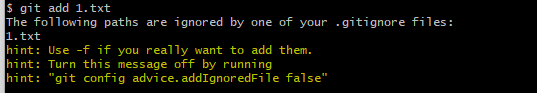 $ git add 1.txt
The following paths are ignored by one of your .gitignore files:
1.txt
hint: Use -f if you really want to add them.
hint: Turn this message off by running
hint: "git config advice.addIgnoredFile false"